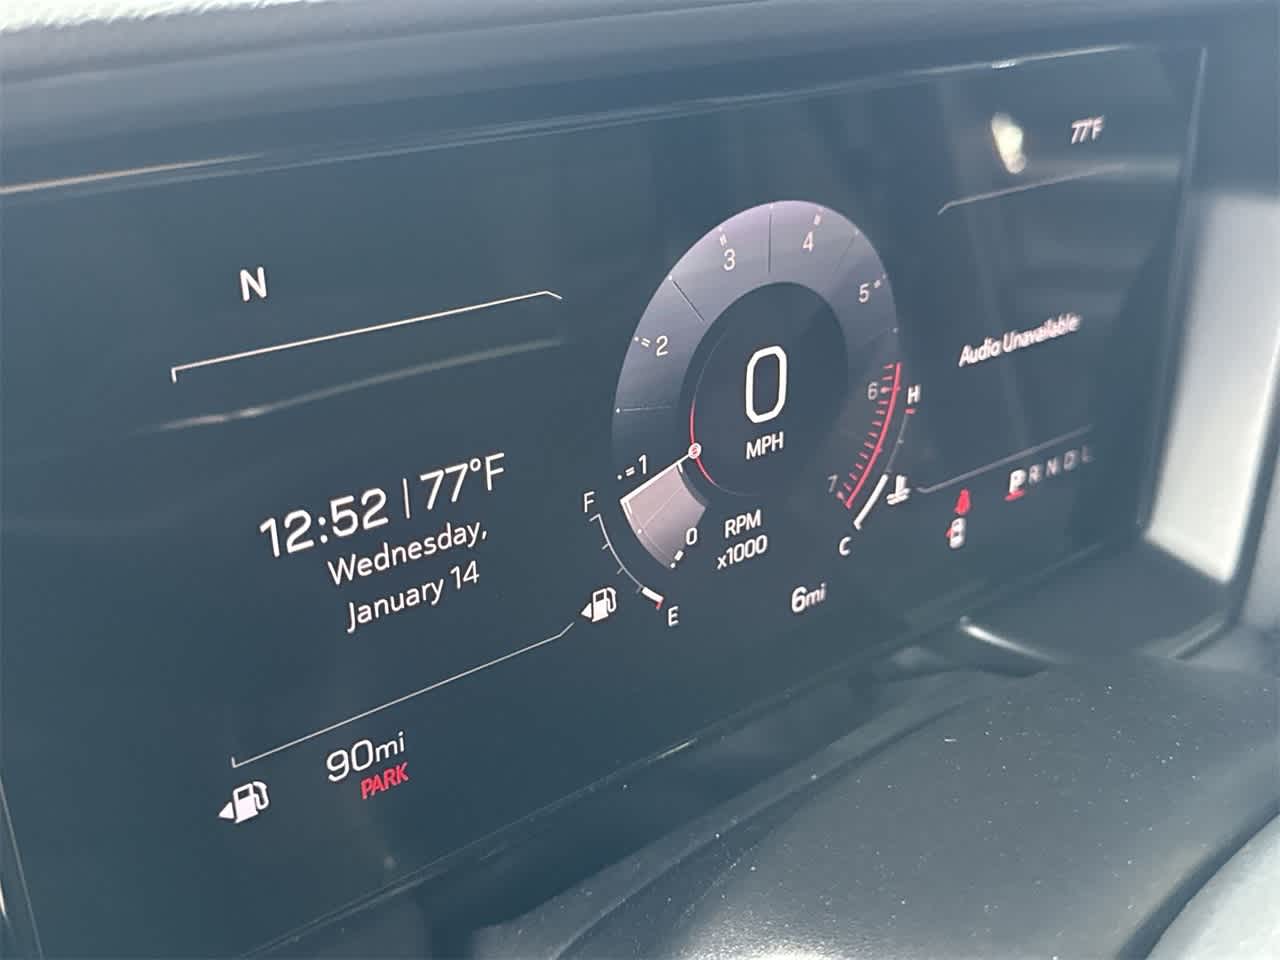 77°F
N
3
4
5
2
0
MPH
6
H
Audio Unavailable
12:52 | 77°F
1
7
P R N D L
F
Wednesday,
0
RPM
x1000
C
January 14
E
6mi
90mi
PARK